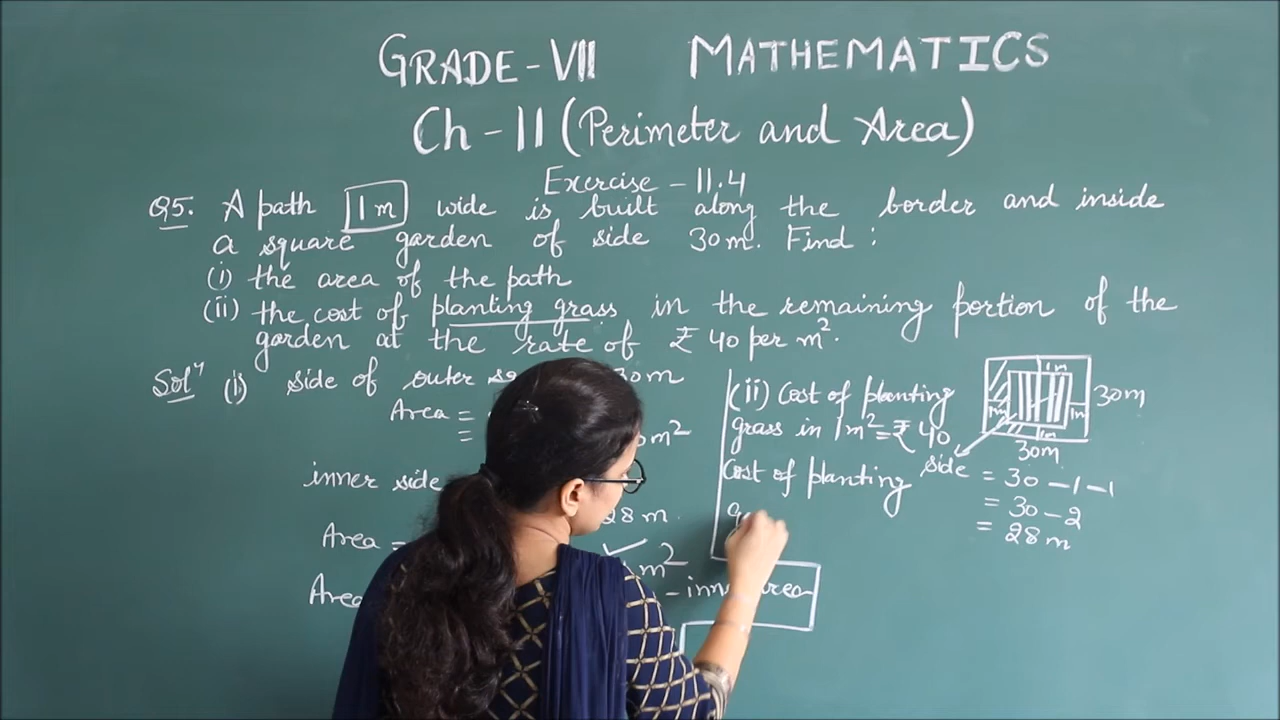 GRADE-VII MATHEMATICS
Ch-11 (Perimeter and Area)
Exercise - 11.4
Q5. A path 1 m wide is built along the border and inside
a square garden of side 30m. Find :
(i) the area of the path
(ii) the cost of planting grass in the remaining portion of the
garden at the rate of ₹ 40 per m².
Solⁿ (i) side of outer 30m
Area =
= 0m²
inner side
28 m.
Area =
m²
Area - inner area
(ii) Cost of planting
grass in 1m² = ₹ 40
Cost of planting
1m
1m 1m
1m
30m
30m
side = 30-1-1
= 30-2
= 28m